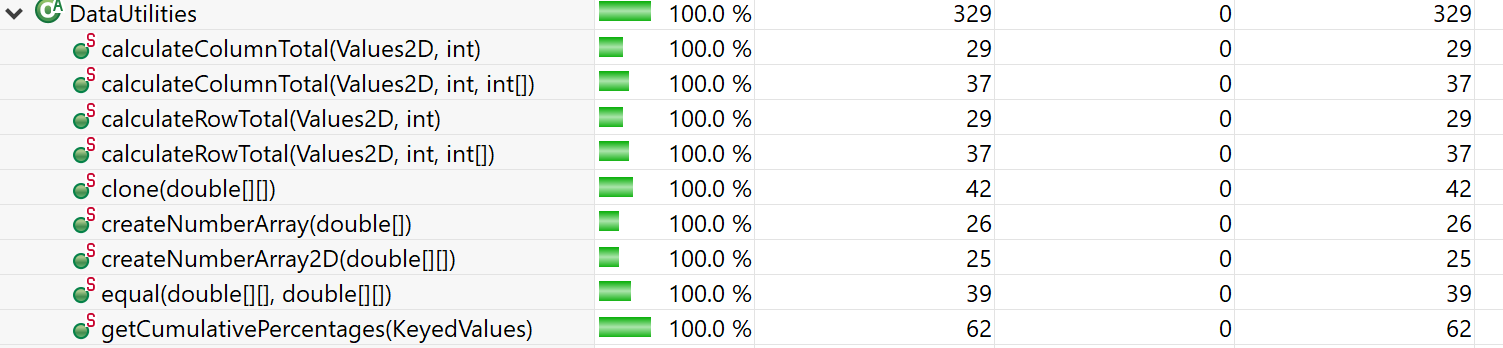 DataUtilities 100.0 % 329 0 329
calculateColumnTotal(Values2D, int) 100.0 % 29 0 29
calculateColumnTotal(Values2D, int, int[]) 100.0 % 37 0 37
calculateRowTotal(Values2D, int) 100.0 % 29 0 29
calculateRowTotal(Values2D, int, int[]) 100.0 % 37 0 37
clone(double[][]) 100.0 % 42 0 42
createNumberArray(double[]) 100.0 % 26 0 26
createNumberArray2D(double[][]) 100.0 % 25 0 25
equal(double[][], double[][]) 100.0 % 39 0 39
getCumulativePercentages(KeyedValues) 100.0 % 62 0 62